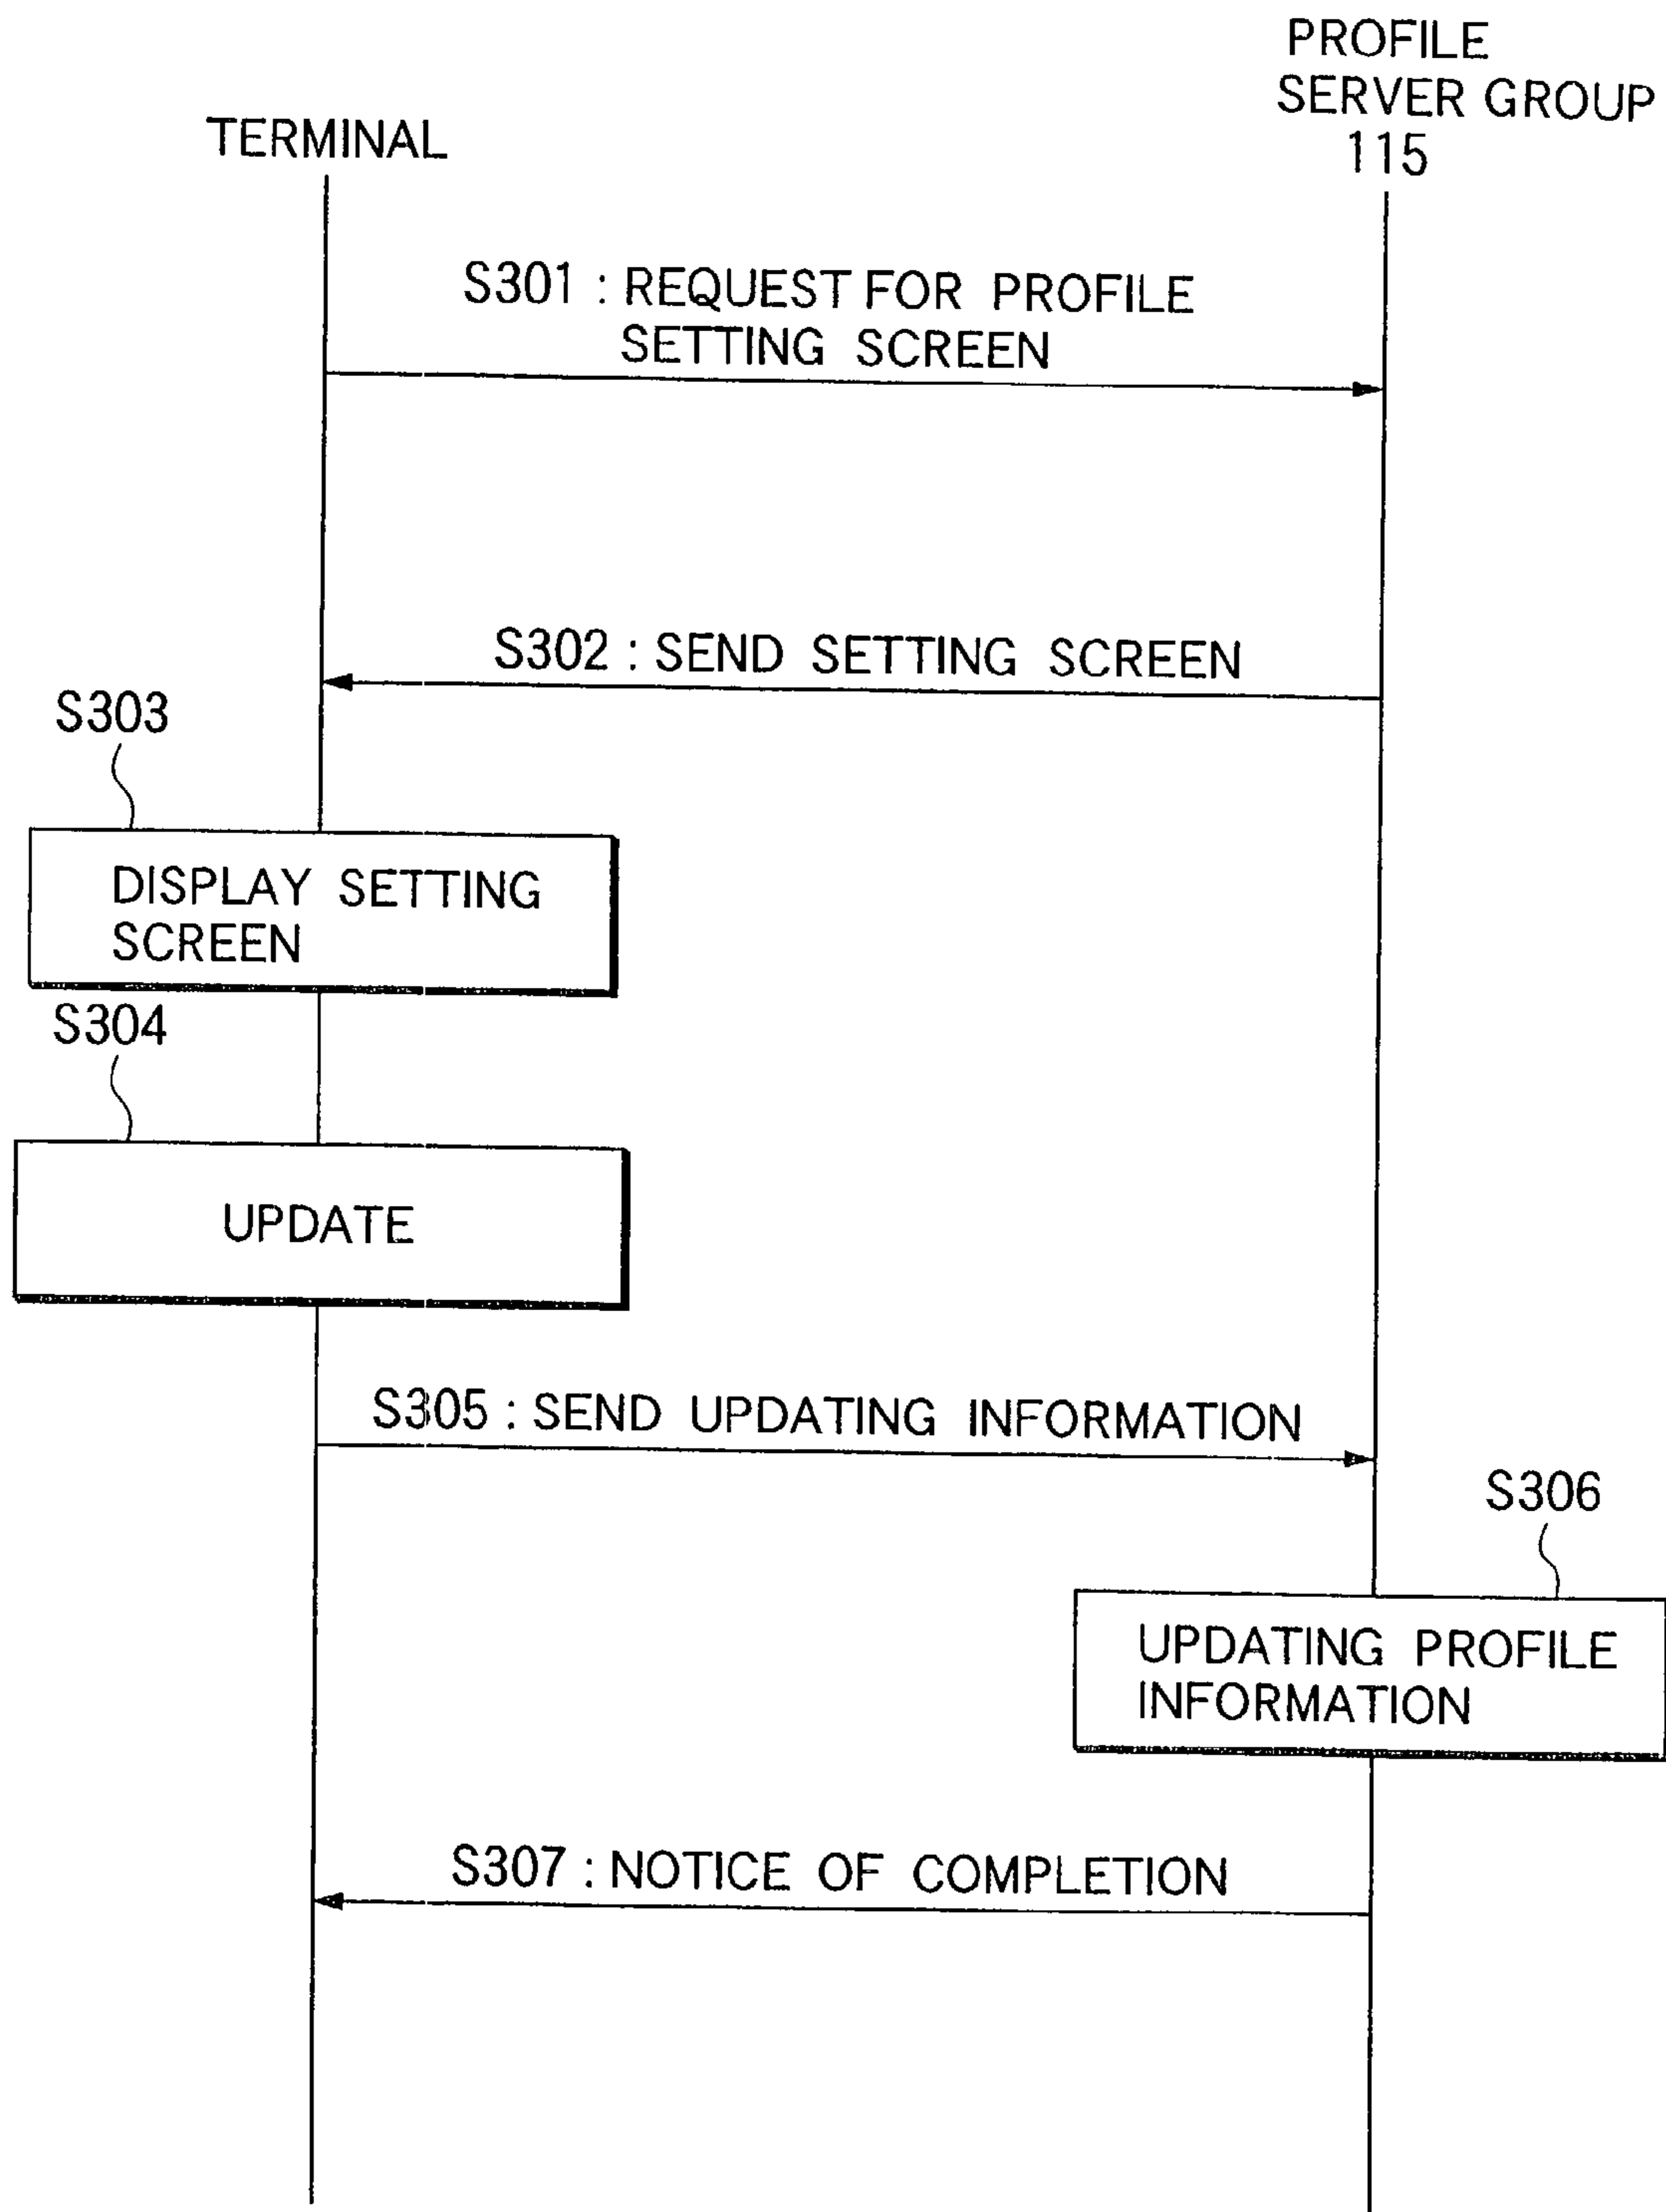 PROFILE
SERVER GROUP
115
TERMINAL
S301 : REQUEST FOR PROFILE
SETTING SCREEN
S302 : SEND SETTING SCREEN
S303
DISPLAY SETTING
SCREEN
S304
UPDATE
S305 : SEND UPDATING INFORMATION
S306
UPDATING PROFILE
INFORMATION
S307 : NOTICE OF COMPLETION